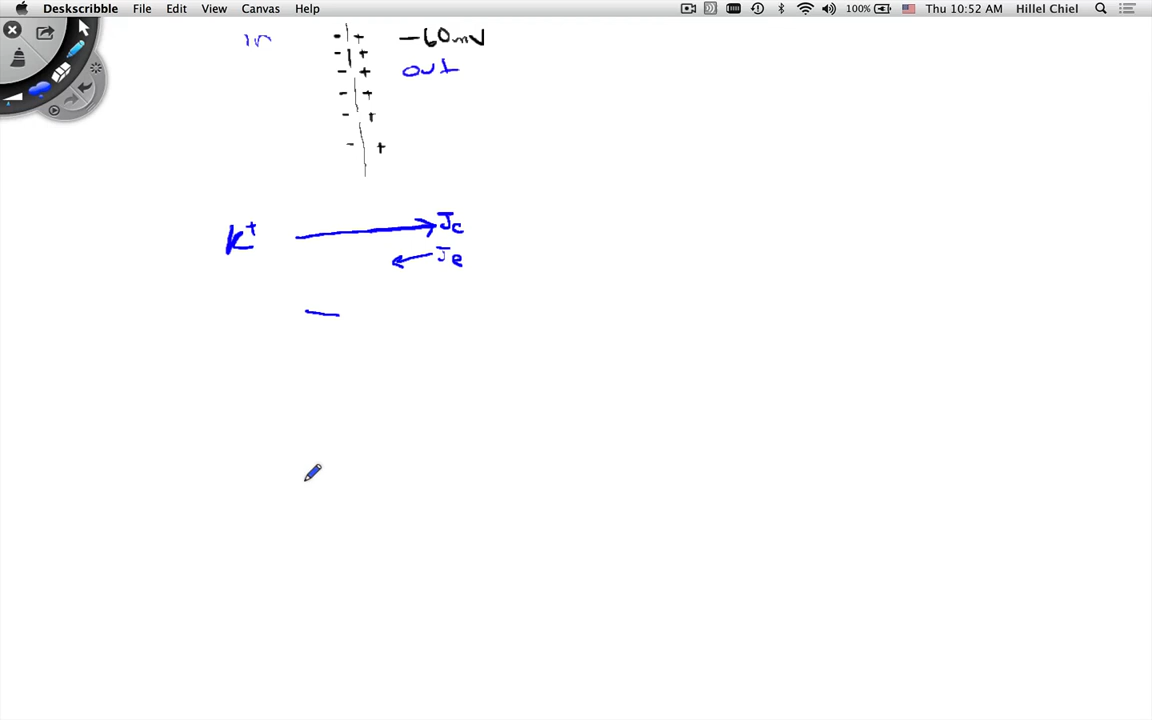 Deskscribble File Edit View Canvas Help 100% Thu 10:52 AM Hillel Chiel
in - + -60mV
- +
- + out
- +
- +
- +
K+ Jc
Je